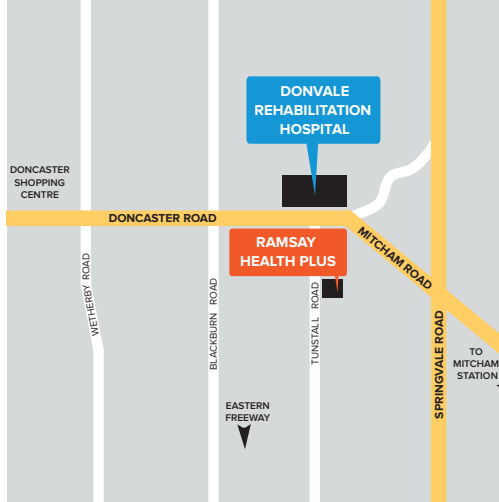 DONVALE
REHABILITATION
HOSPITAL
DONCASTER
SHOPPING
CENTRE
DONCASTER ROAD
RAMSAY
HEALTH PLUS
MITCHAM ROAD
WETHERBY ROAD
BLACKBURN ROAD
TUNSTALL ROAD
SPRINGVALE ROAD
TO
MITCHAM
STATION
EASTERN
FREEWAY